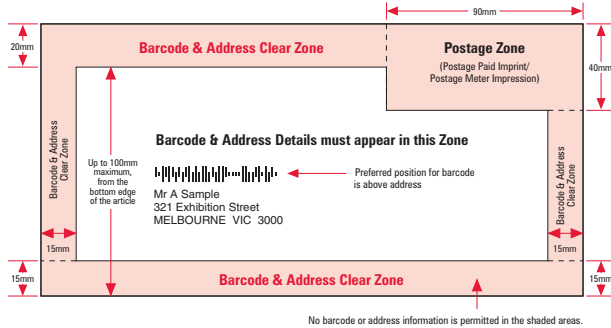 90mm
20mm
Barcode & Address Clear Zone
Postage Zone
(Postage Paid Imprint/
Postage Meter Impression)
40mm
Barcode & Address
Clear Zone
Up to 100mm
maximum,
from the
bottom edge
of the article
Barcode & Address Details must appear in this Zone
Preferred position for barcode
is above address
Mr A Sample
321 Exhibition Street
MELBOURNE VIC 3000
Barcode & Address
Clear Zone
15mm
15mm
15mm
Barcode & Address Clear Zone
15mm
No barcode or address information is permitted in the shaded areas.